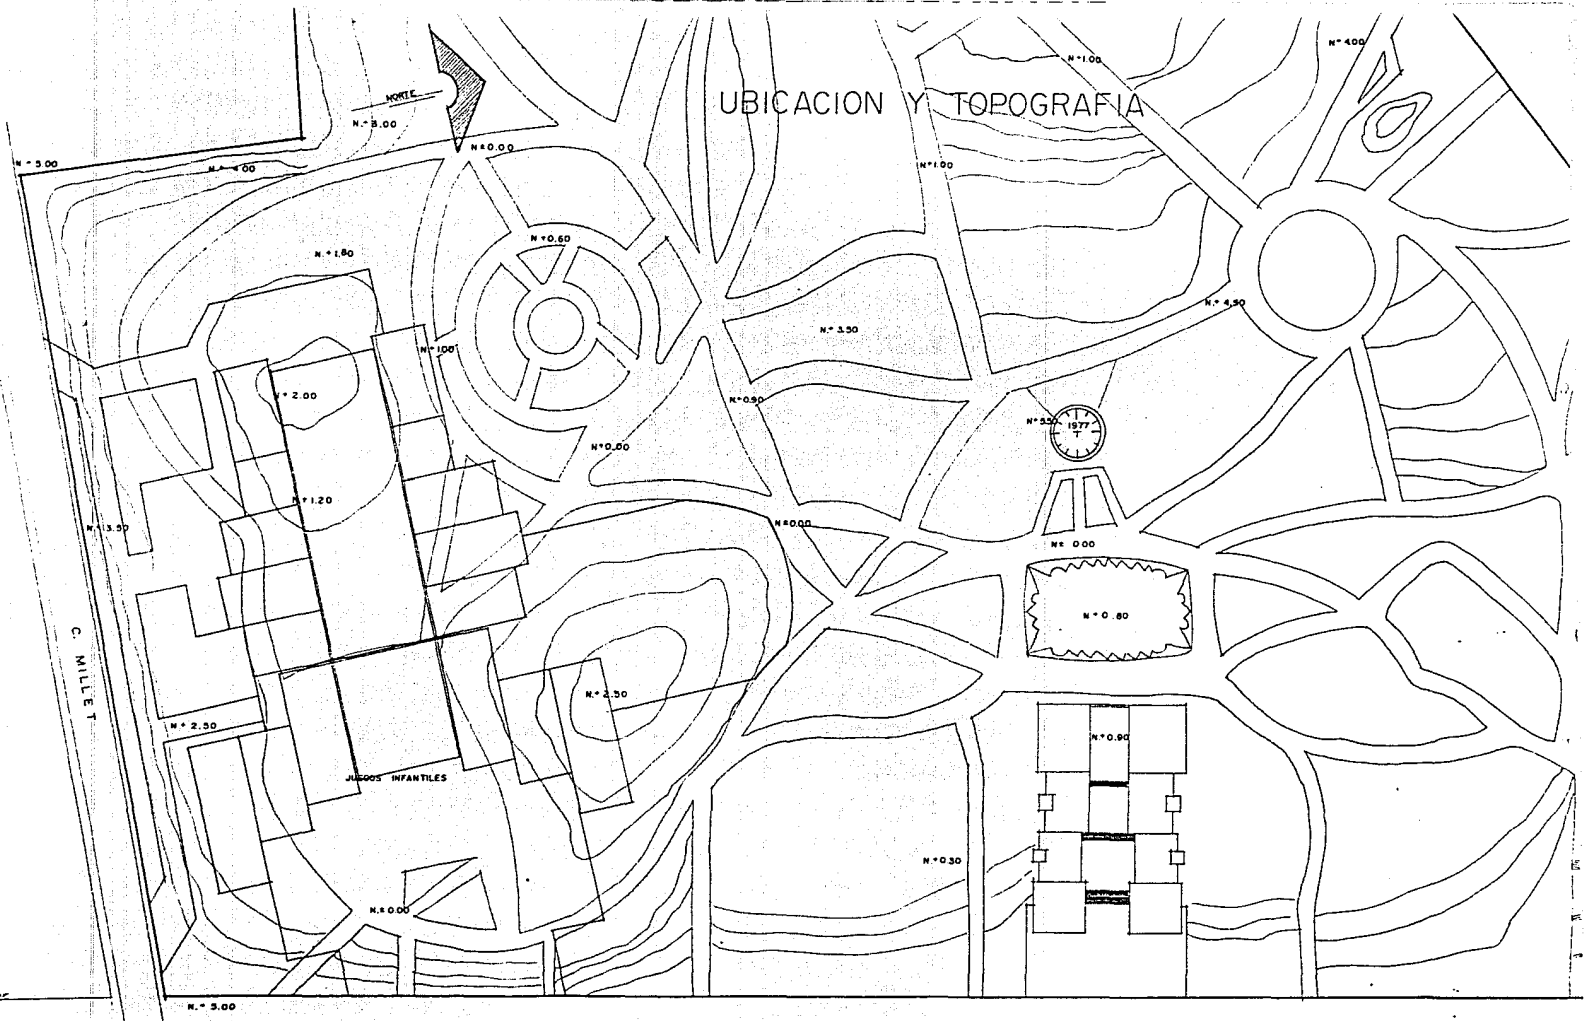 N.+ 4.00
N+1.00
NORTE
UBICACION Y TOPOGRAFIA
N.+ 3.00
N±0.00
N.+ 5.00
N.+ 4.00
N+1.00
N+0.60
N.+1.80
N.+ 4.50
N.+ 3.50
N+1.00
N+2.00
N+0.90
N+5.50
1977
N±0.00
N+1.20
N.+3.50
N±0.00
N± 0.00
N+0.80
C. MILLET
N.+2.50
N.+ 2.50
N.+0.90
JUEGOS INFANTILES
N.+0.30
N.±0.00
N.+ 5.00